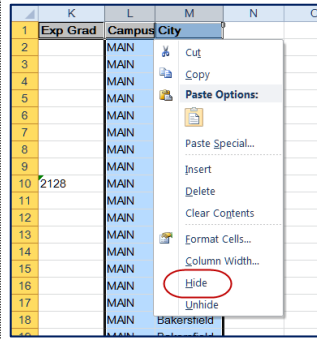 K L M N
1 Exp Grad Campus City
2 MAIN
3 MAIN Cut
4 MAIN Copy
5 MAIN Paste Options:
6 MAIN
7 MAIN
8 MAIN Paste Special...
9 MAIN Insert
10 2128 MAIN
11 MAIN Delete
12 MAIN Clear Contents
13 MAIN Format Cells...
14 MAIN
15 MAIN Column Width...
16 MAIN Hide
17 MAIN Unhide
18 MAIN Bakersfield